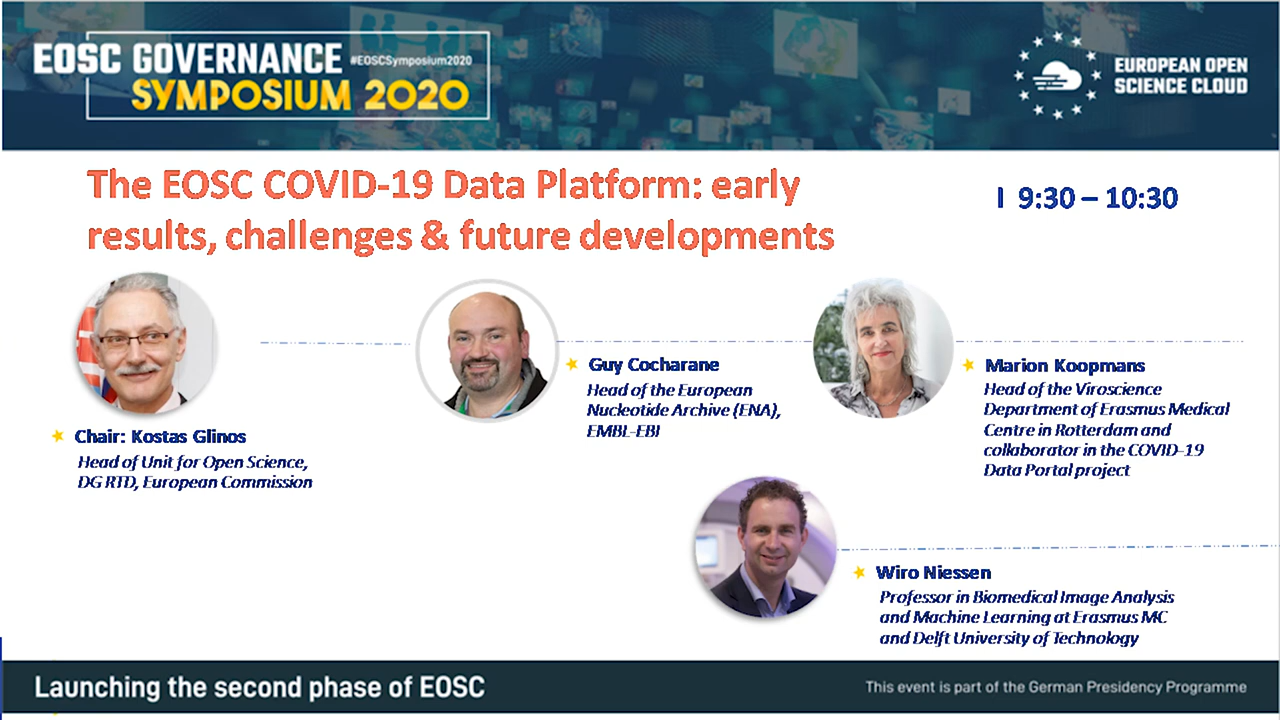 EOSC GOVERNANCE #EOSCSymposium2020
SYMPOSIUM 2020
EUROPEAN OPEN
SCIENCE CLOUD
The EOSC COVID-19 Data Platform: early
results, challenges & future developments
I 9:30 – 10:30
Chair: Kostas Glinos
Head of Unit for Open Science,
DG RTD, European Commission
Guy Cocharane
Head of the European
Nucleotide Archive (ENA),
EMBL-EBI
Marion Koopmans
Head of the Viroscience
Department of Erasmus Medical
Centre in Rotterdam and
collaborator in the COVID-19
Data Portal project
Wiro Niessen
Professor in Biomedical Image Analysis
and Machine Learning at Erasmus MC
and Delft University of Technology
Launching the second phase of EOSC
This event is part of the German Presidency Programme